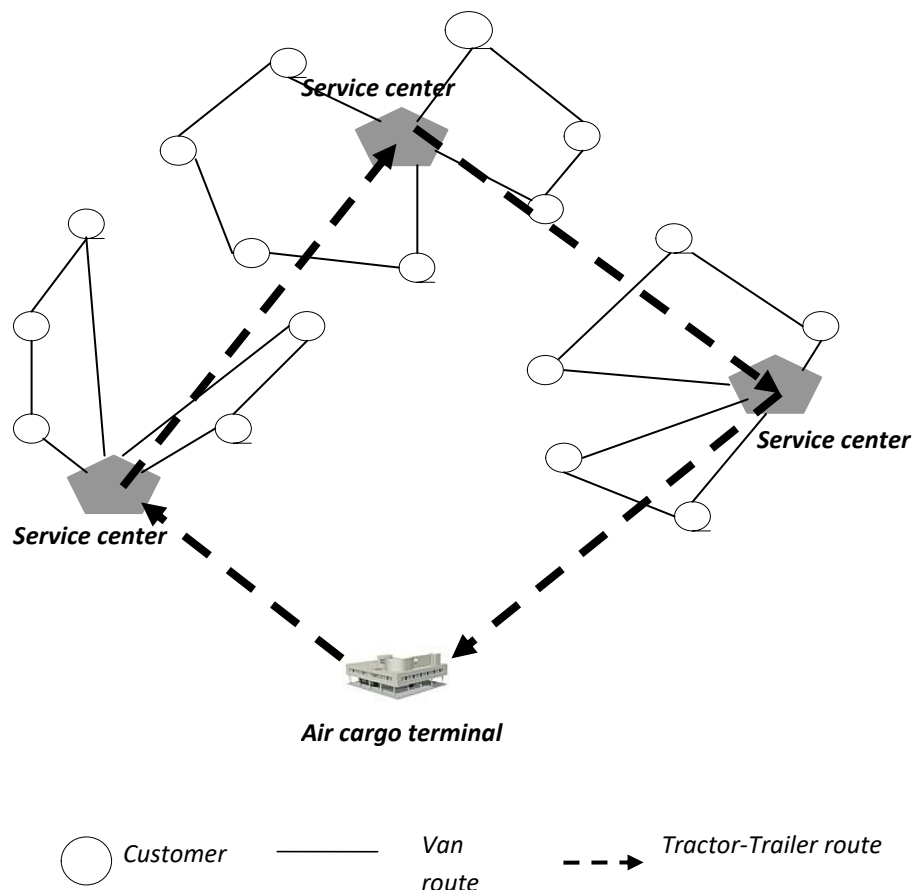 Service center
Service center
Service center
Air cargo terminal
Customer
Van
route
Tractor-Trailer route